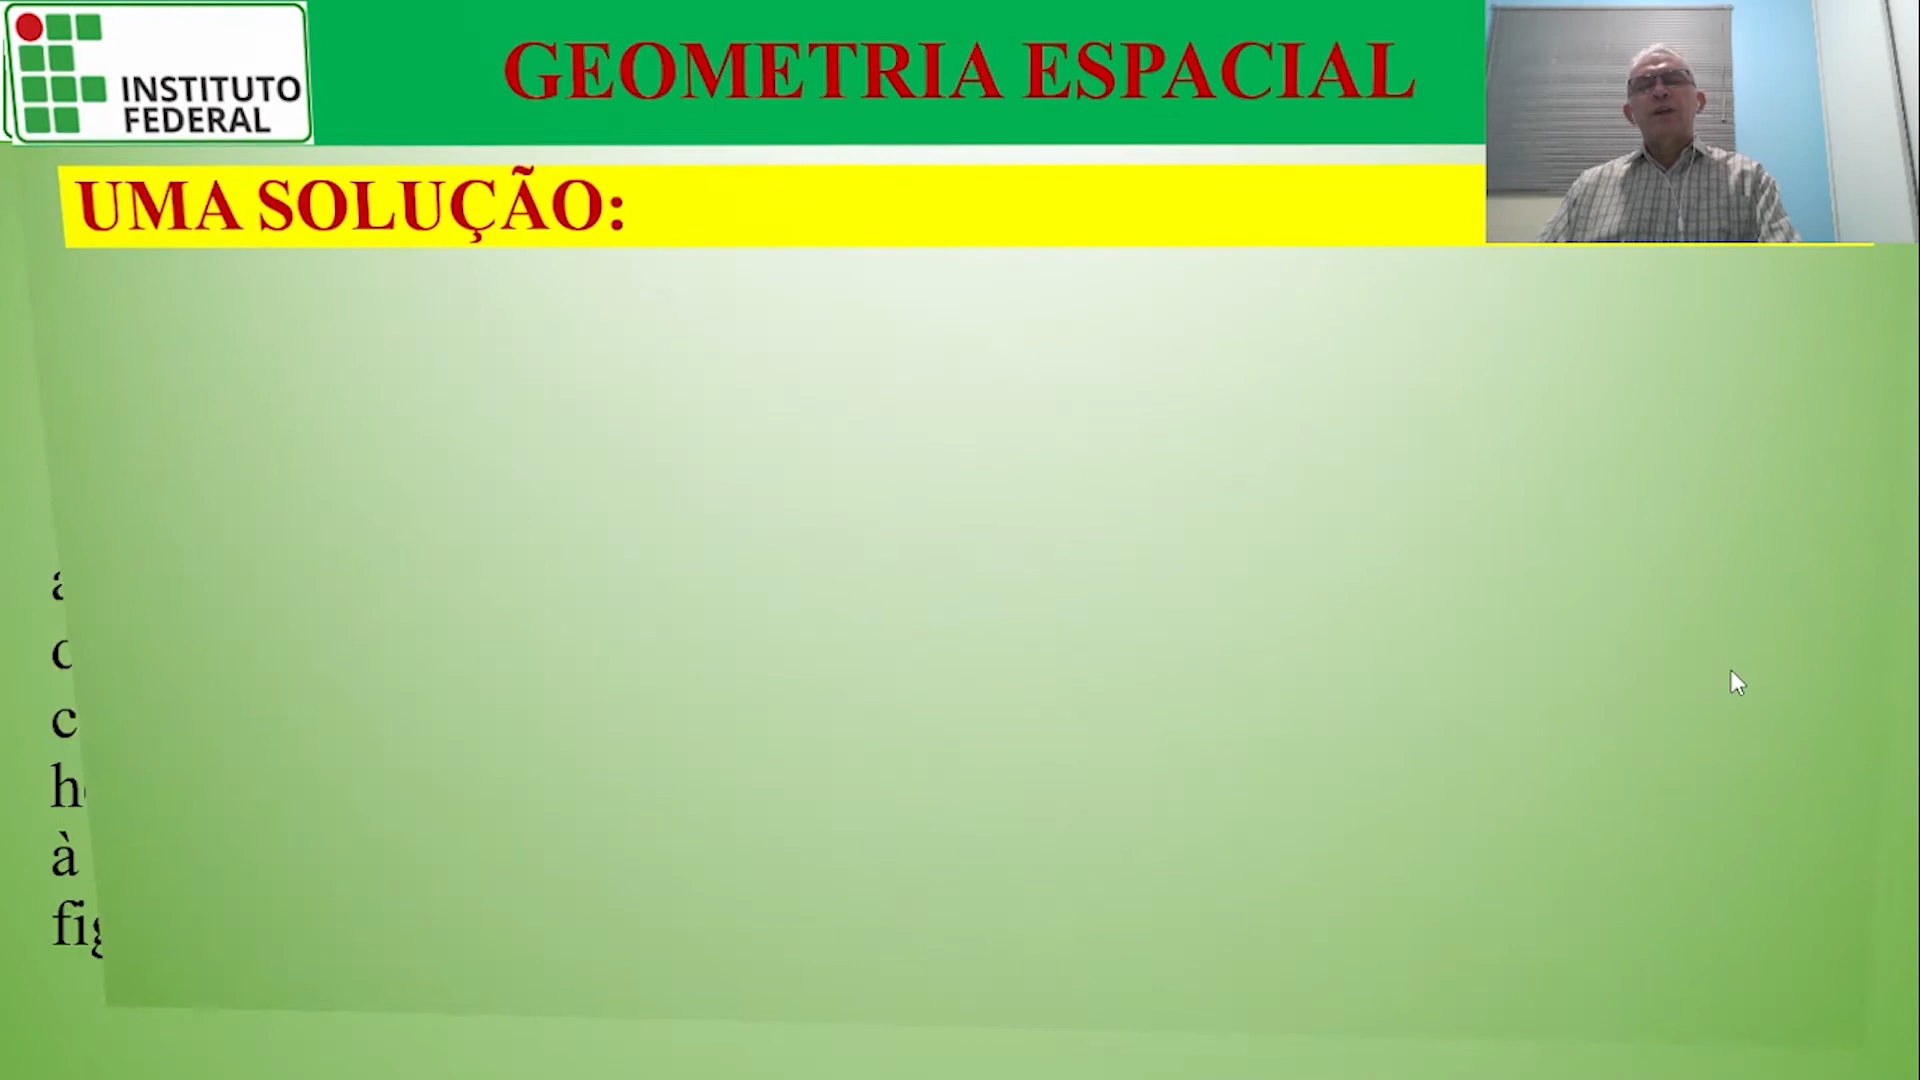 INSTITUTO
FEDERAL
GEOMETRIA ESPACIAL
UMA SOLUÇÃO:
c
à